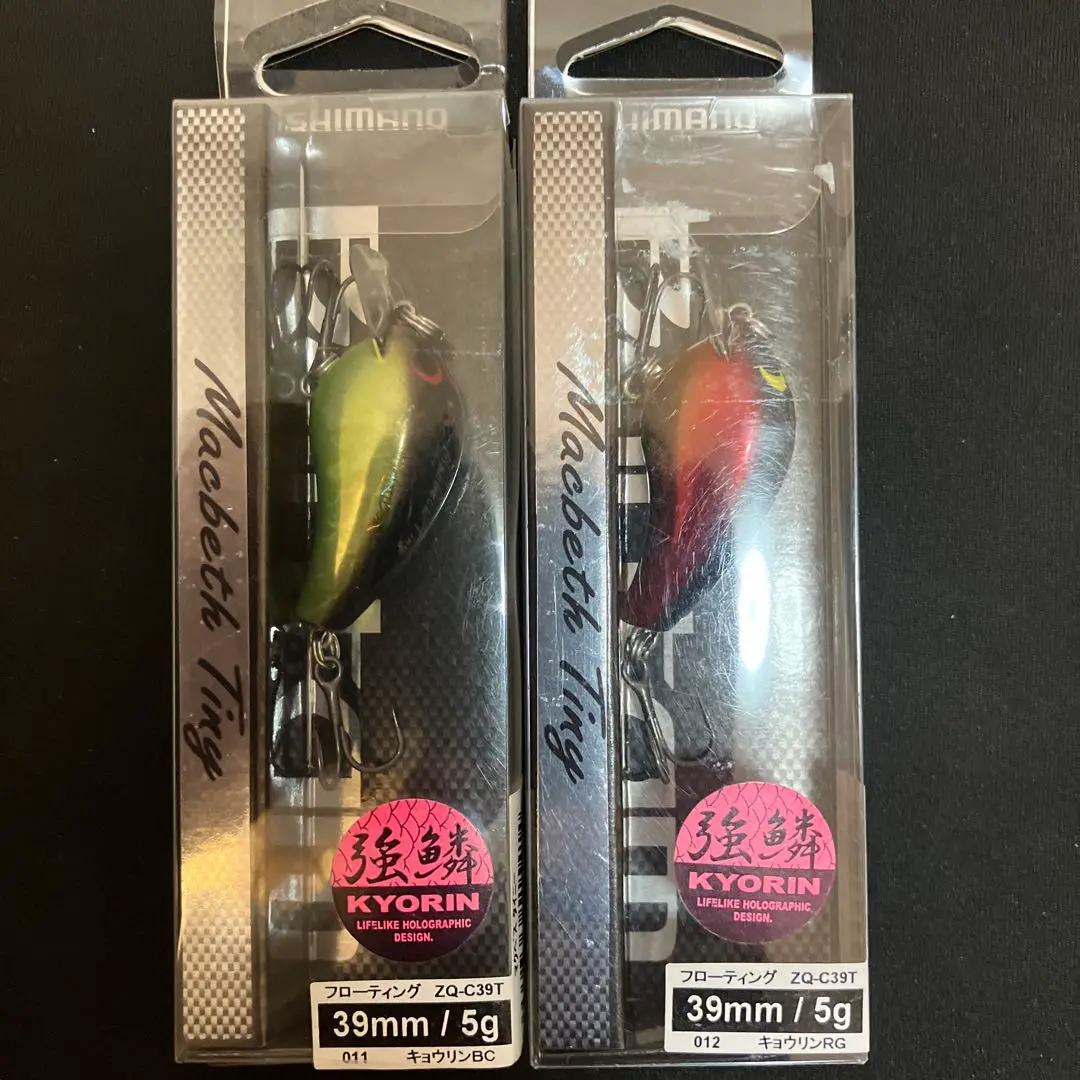 SHIMANO
Macbeth Tiny
強鱗
KYORIN
LIFELIKE HOLOGRAPHIC
DESIGN.
フローティング ZQ-C39T
39mm / 5g
011 キョウリンBC
SHIMANO
Macbeth Tiny
強鱗
KYORIN
LIFELIKE HOLOGRAPHIC
DESIGN.
フローティング ZQ-C39T
39mm / 5g
012 キョウリンRG